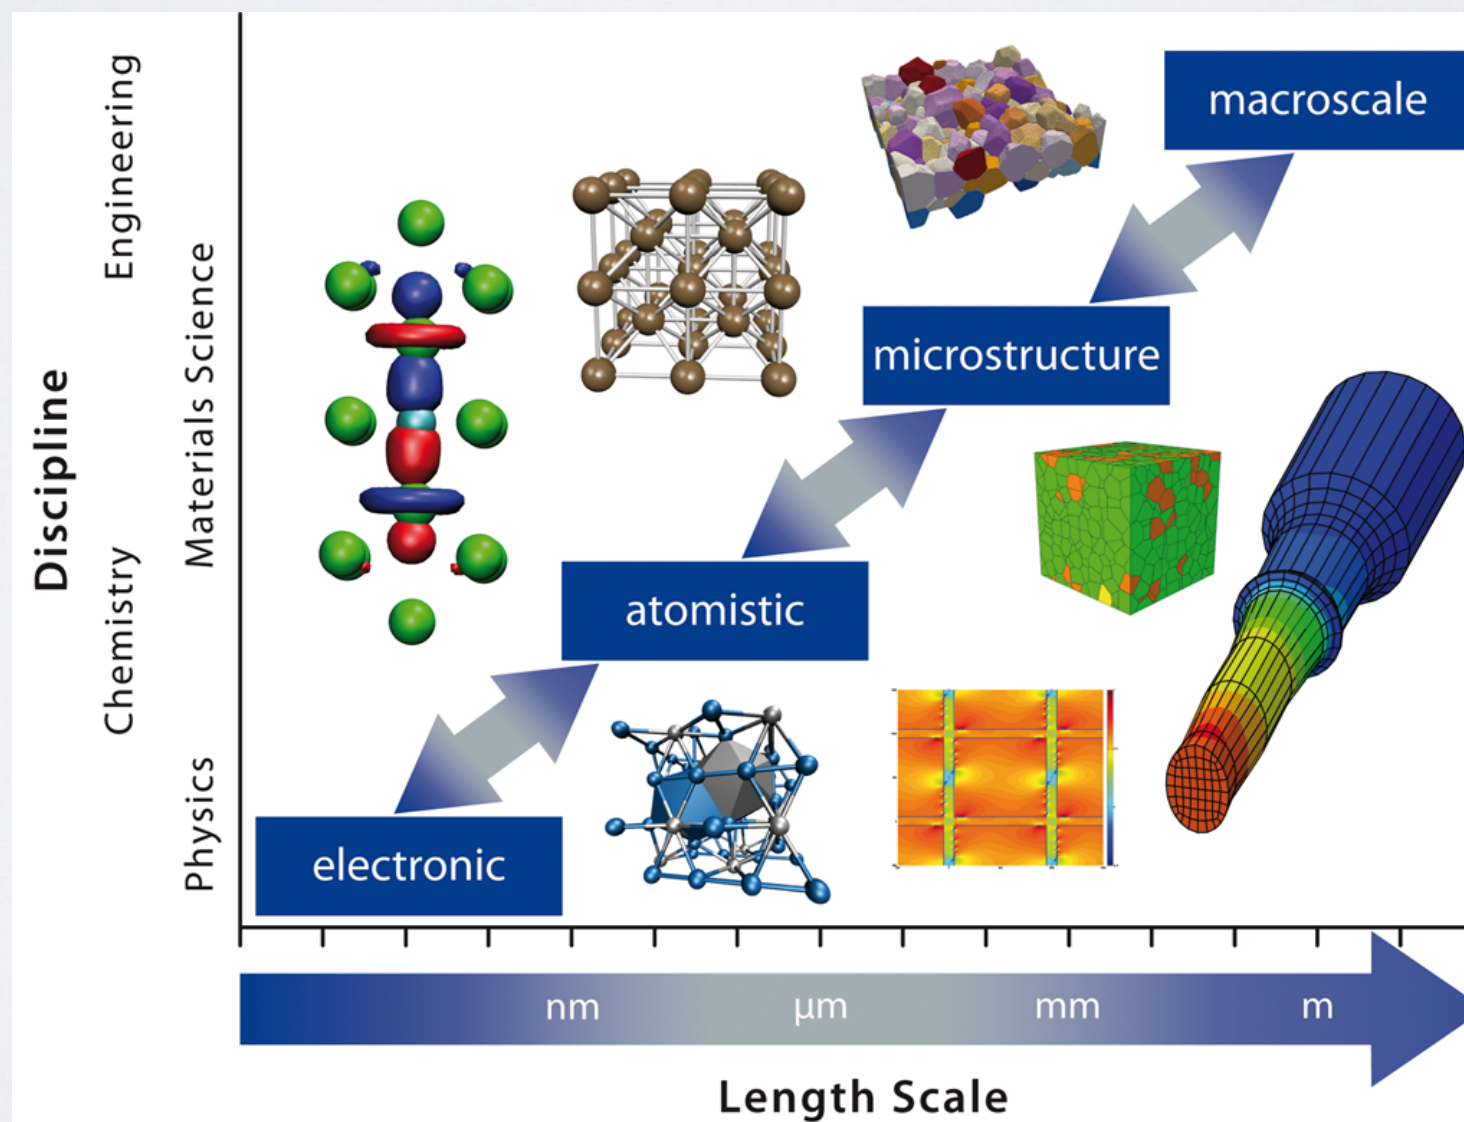 Discipline
Engineering
Materials Science
Chemistry
Physics
macroscale
microstructure
atomistic
electronic
nm
µm
mm
m
Length Scale